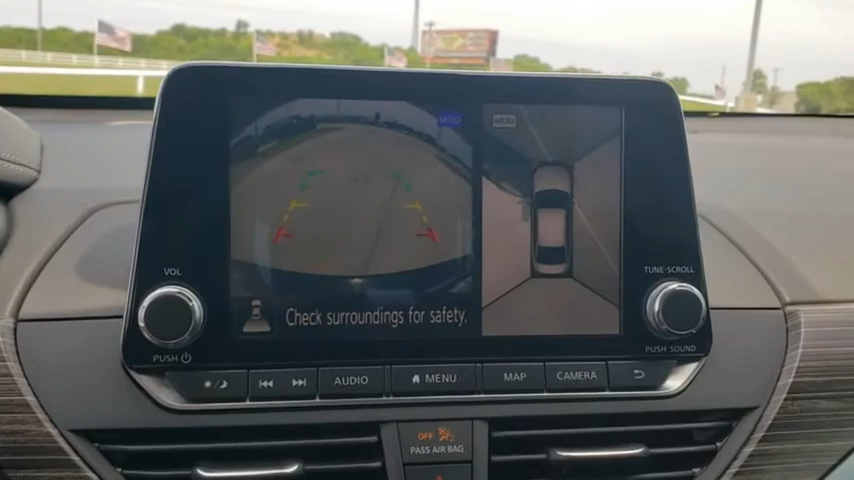 MOD
MOD
VOL
TUNE·SCROLL
Check surroundings for safety.
PUSH
PUSH SOUND
AUDIO
MENU
MAP
CAMERA
OFF
PASS AIR BAG